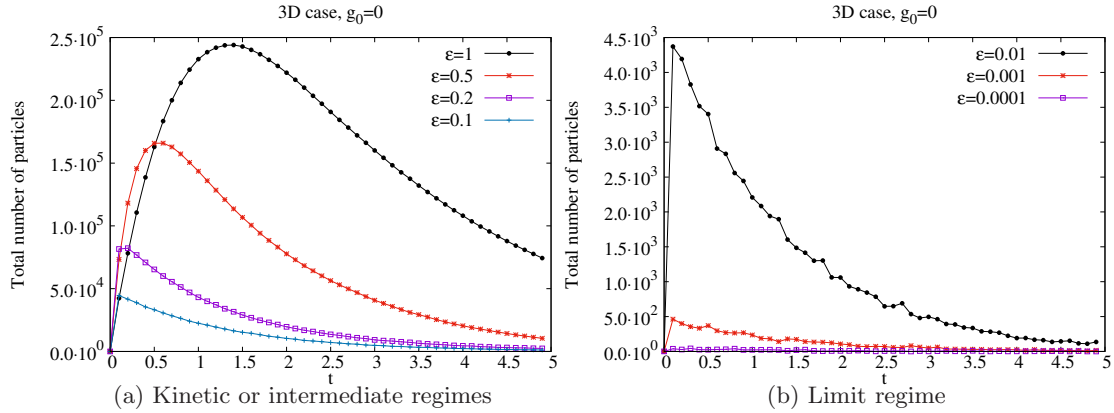 3D case, g₀=0
Total number of particles
2.5·10⁵
2.0·10⁵
1.5·10⁵
1.0·10⁵
5.0·10⁴
0.0·10⁰
ε=1
ε=0.5
ε=0.2
ε=0.1
0 0.5 1 1.5 2 2.5 3 3.5 4 4.5 5
t
(a) Kinetic or intermediate regimes
3D case, g₀=0
Total number of particles
4.5·10³
4.0·10³
3.5·10³
3.0·10³
2.5·10³
2.0·10³
1.5·10³
1.0·10³
5.0·10²
0.0·10⁰
ε=0.01
ε=0.001
ε=0.0001
0 0.5 1 1.5 2 2.5 3 3.5 4 4.5 5
t
(b) Limit regime